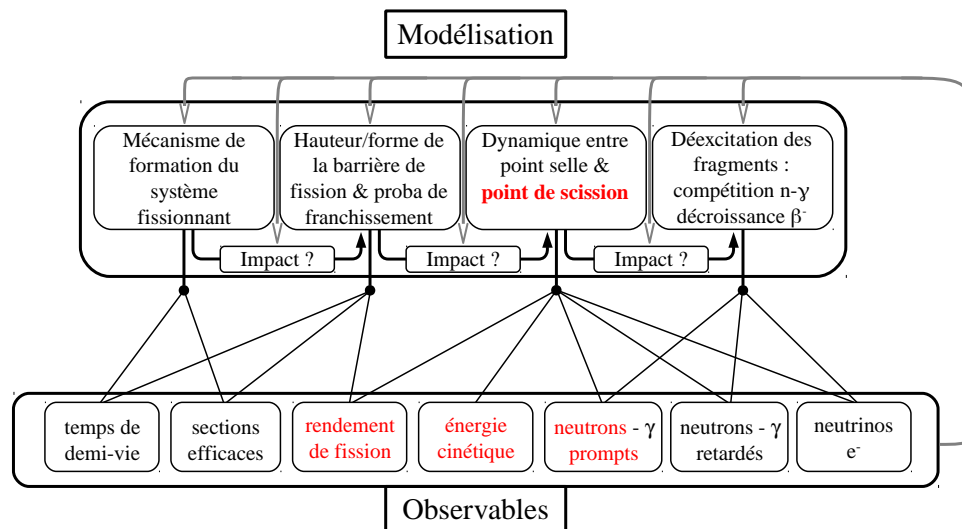 Modélisation
Mécanisme de
formation du
système
fissionnant
Hauteur/forme de
la barrière de
fission & proba de
franchissement
Dynamique entre
point selle &
point de scission
Déexcitation des
fragments :
compétition n-γ
décroissance β-
Impact ?
Impact ?
Impact ?
temps de
demi-vie
sections
efficaces
rendement
de fission
énergie
cinétique
neutrons - γ
prompts
neutrons - γ
retardés
neutrinos
e-
Observables